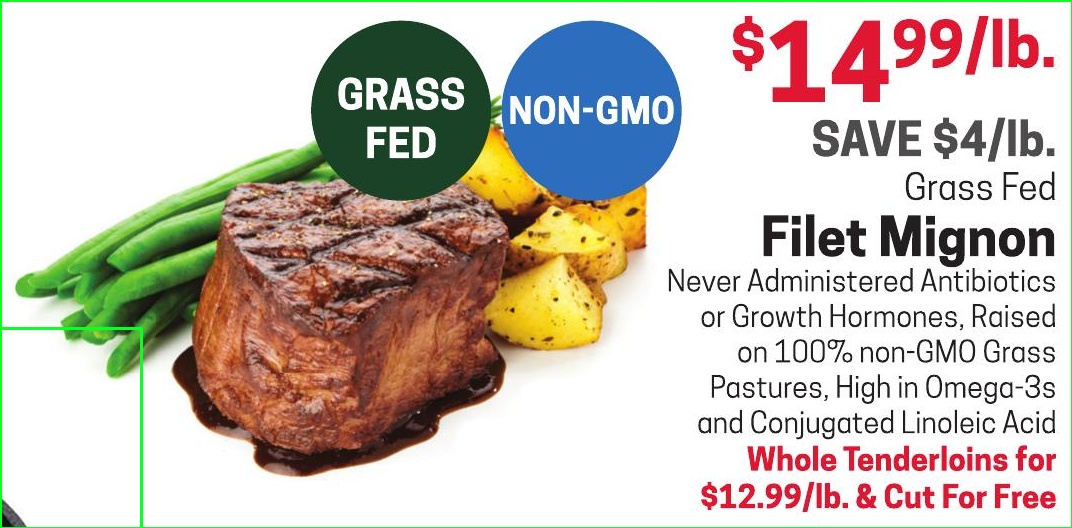 GRASS
FED
NON-GMO
$14.99/lb.
SAVE $4/lb.
Grass Fed
Filet Mignon
Never Administered Antibiotics
or Growth Hormones, Raised
on 100% non-GMO Grass
Pastures, High in Omega-3s
and Conjugated Linoleic Acid
Whole Tenderloins for
$12.99/lb. & Cut For Free